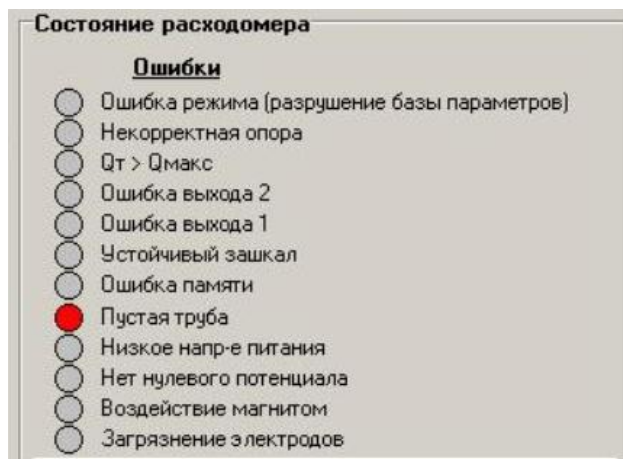 Состояние расходомера
Ошибки
Ошибка режима (разрушение базы параметров)
Некорректная опора
Qт > Qмакс
Ошибка выхода 2
Ошибка выхода 1
Устойчивый зашкал
Ошибка памяти
Пустая труба
Низкое напр-е питания
Нет нулевого потенциала
Воздействие магнитом
Загрязнение электродов